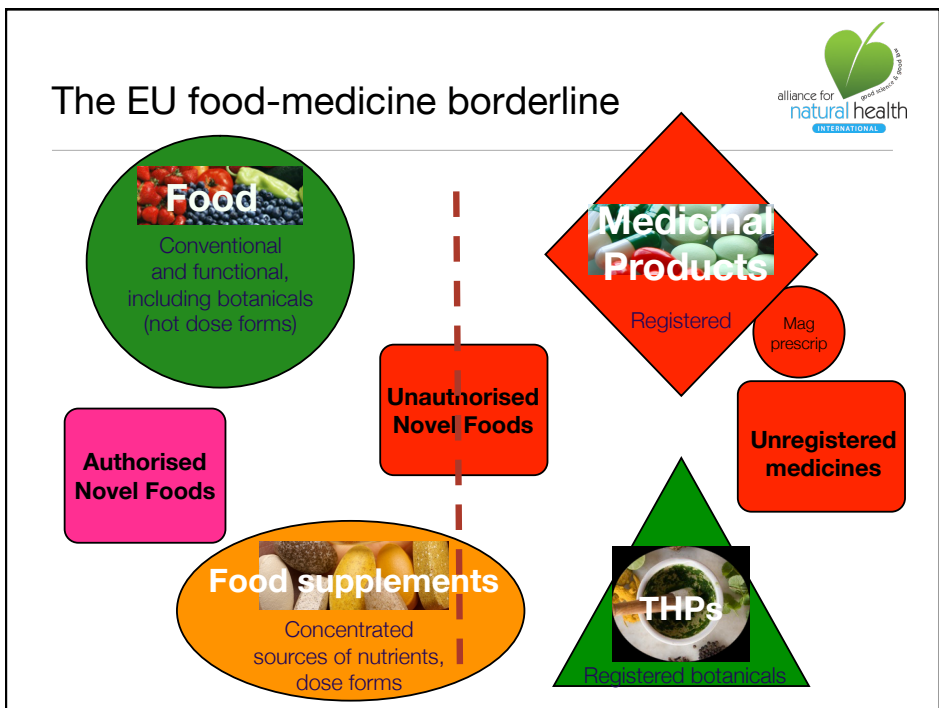 The EU food-medicine borderline
alliance for
natural health
INTERNATIONAL
good science & good law
Food
Conventional
and functional,
including botanicals
(not dose forms)
Medicinal
Products
Registered
Mag
prescrip
Unauthorised
Novel Foods
Authorised
Novel Foods
Unregistered
medicines
Food supplements
Concentrated
sources of nutrients,
dose forms
THPs
Registered botanicals